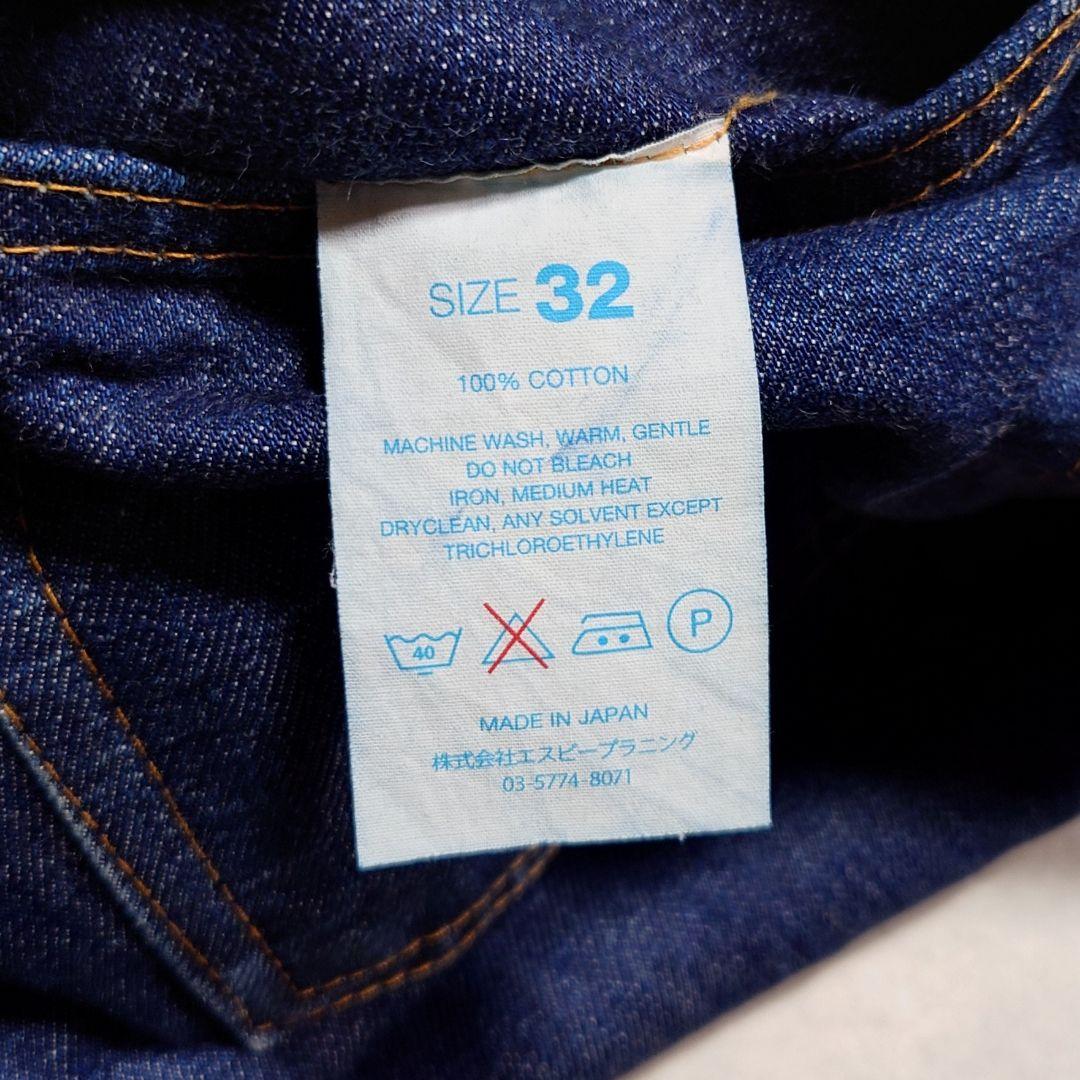 SIZE 32
100% COTTON
MACHINE WASH, WARM, GENTLE
DO NOT BLEACH
IRON, MEDIUM HEAT
DRYCLEAN, ANY SOLVENT EXCEPT
TRICHLOROETHYLENE
40 P
MADE IN JAPAN
株式会社エスピープラニング
03-5774-8071